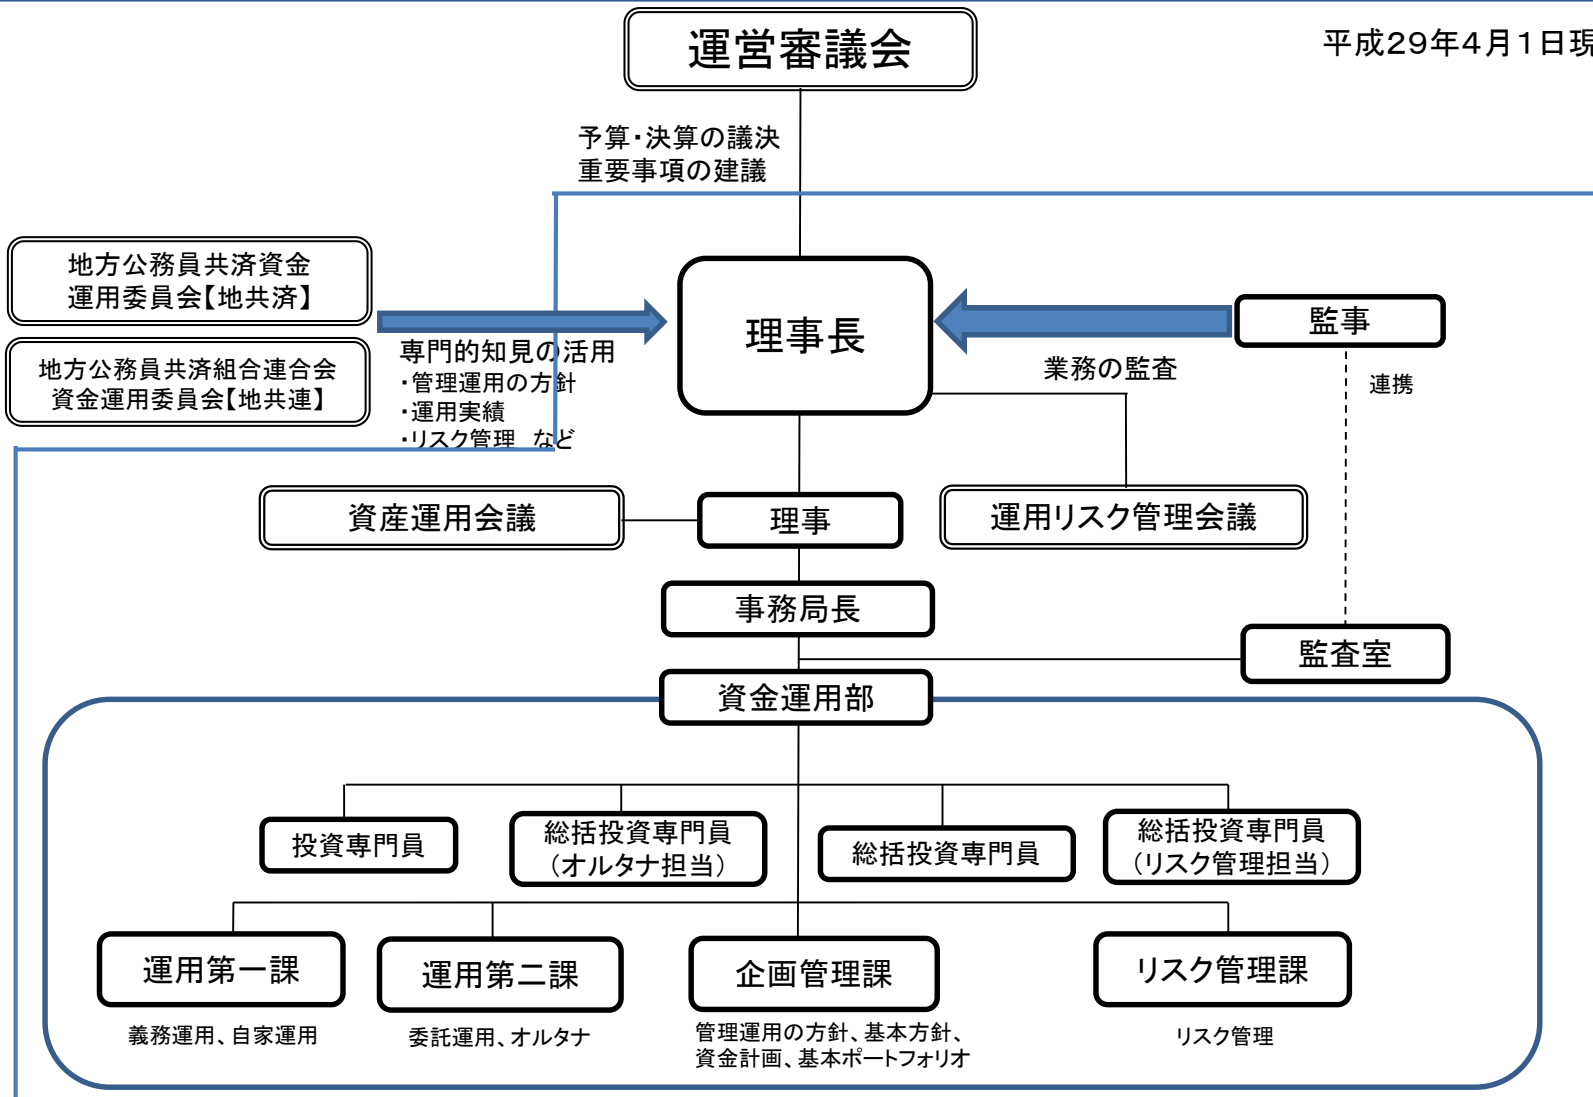 運営審議会
平成29年4月1日現
予算・決算の議決
重要事項の建議
地方公務員共済資金
運用委員会【地共済】
地方公務員共済組合連合会
資金運用委員会【地共連】
専門的知見の活用
・管理運用の方針
・運用実績
・リスク管理　など
理事長
監事
業務の監査
連携
資産運用会議
理事
運用リスク管理会議
事務局長
監査室
資金運用部
投資専門員
総括投資専門員
（オルタナ担当）
総括投資専門員
総括投資専門員
（リスク管理担当）
運用第一課
運用第二課
企画管理課
リスク管理課
義務運用、自家運用
委託運用、オルタナ
管理運用の方針、基本方針、
資金計画、基本ポートフォリオ
リスク管理